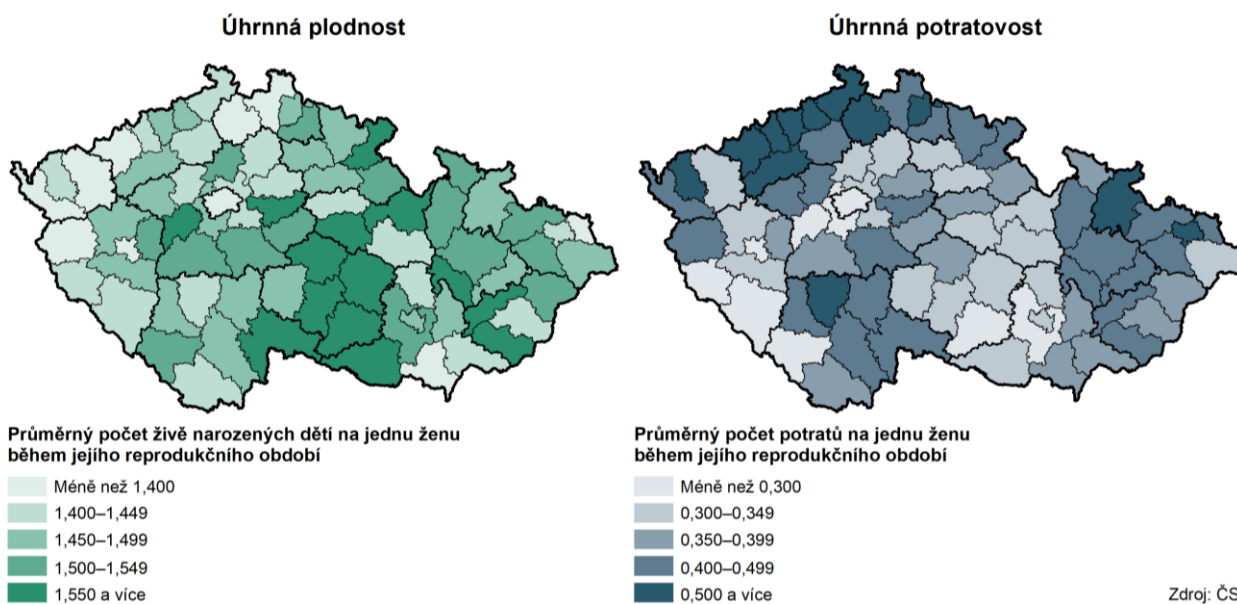 Úhrnná plodnost
Úhrnná potratovost
Průměrný počet živě narozených dětí na jednu ženu
během jejího reprodukčního období
Méně než 1,400
1,400–1,449
1,450–1,499
1,500–1,549
1,550 a více
Průměrný počet potratů na jednu ženu
během jejího reprodukčního období
Méně než 0,300
0,300–0,349
0,350–0,399
0,400–0,499
0,500 a více
Zdroj: ČS